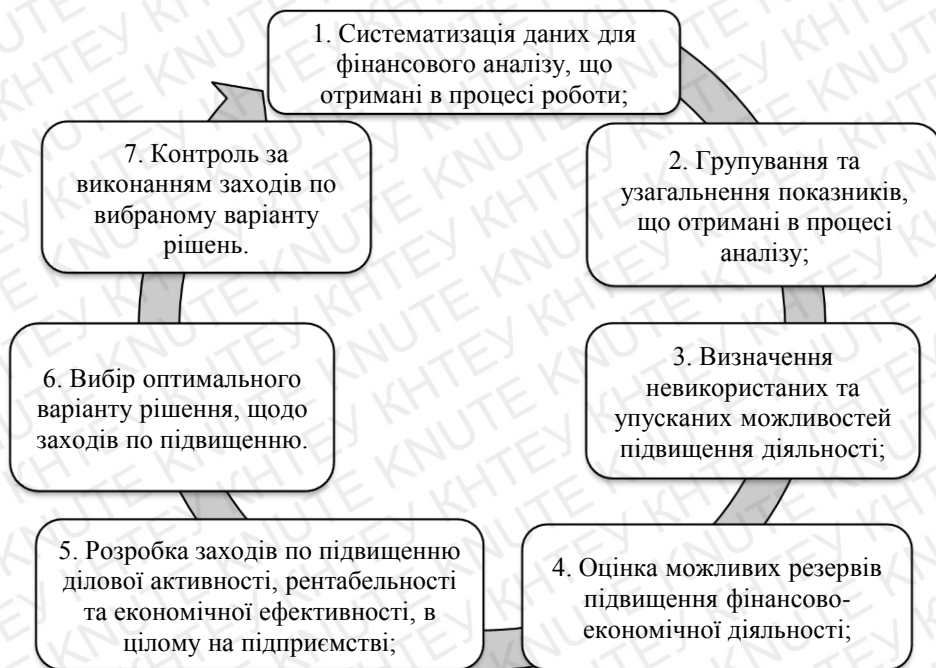 1. Систематизація даних для
фінансового аналізу, що
отримані в процесі роботи;
2. Групування та
узагальнення показників,
що отримані в процесі
аналізу;
3. Визначення
невикористаних та
упусканих можливостей
підвищення діяльності;
4. Оцінка можливих резервів
підвищення фінансово-
економічної діяльності;
5. Розробка заходів по підвищенню
ділової активності, рентабельності
та економічної ефективності, в
цілому на підприємстві;
6. Вибір оптимального
варіанту рішення, щодо
заходів по підвищенню.
7. Контроль за
виконанням заходів по
вибраному варіанту
рішень.
KNUTE КНТЕУ